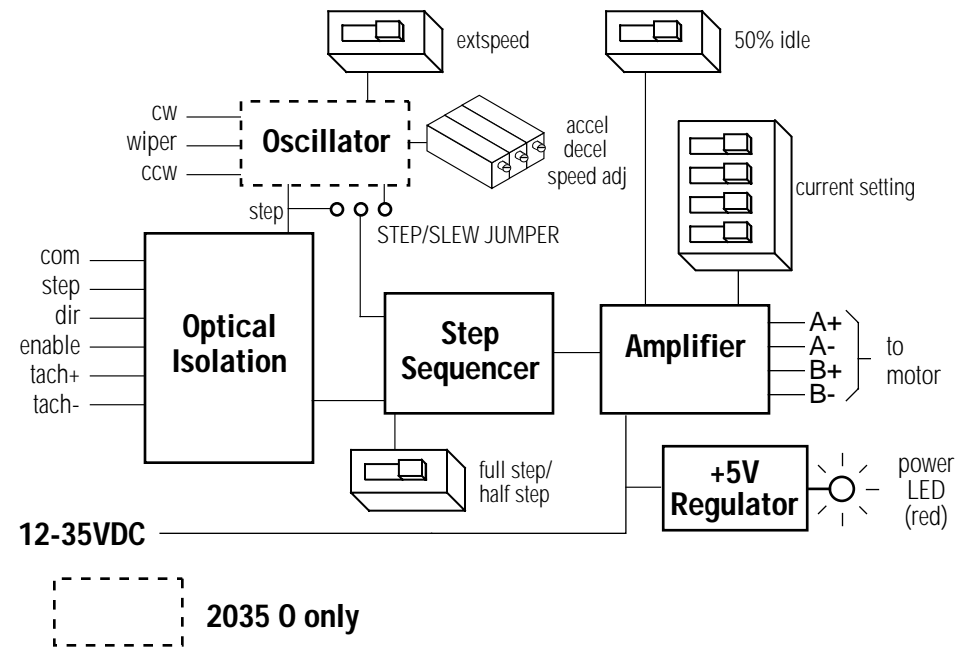 extspeed
50% idle
cw
wiper
ccw
Oscillator
accel
decel
speed adj
current setting
step
STEP/SLEW JUMPER
com
step
dir
enable
tach+
tach-
Optical
Isolation
Step
Sequencer
Amplifier
A+
A-
B+
B-
to
motor
full step/
half step
+5V
Regulator
power
LED
(red)
12-35VDC
2035 O only